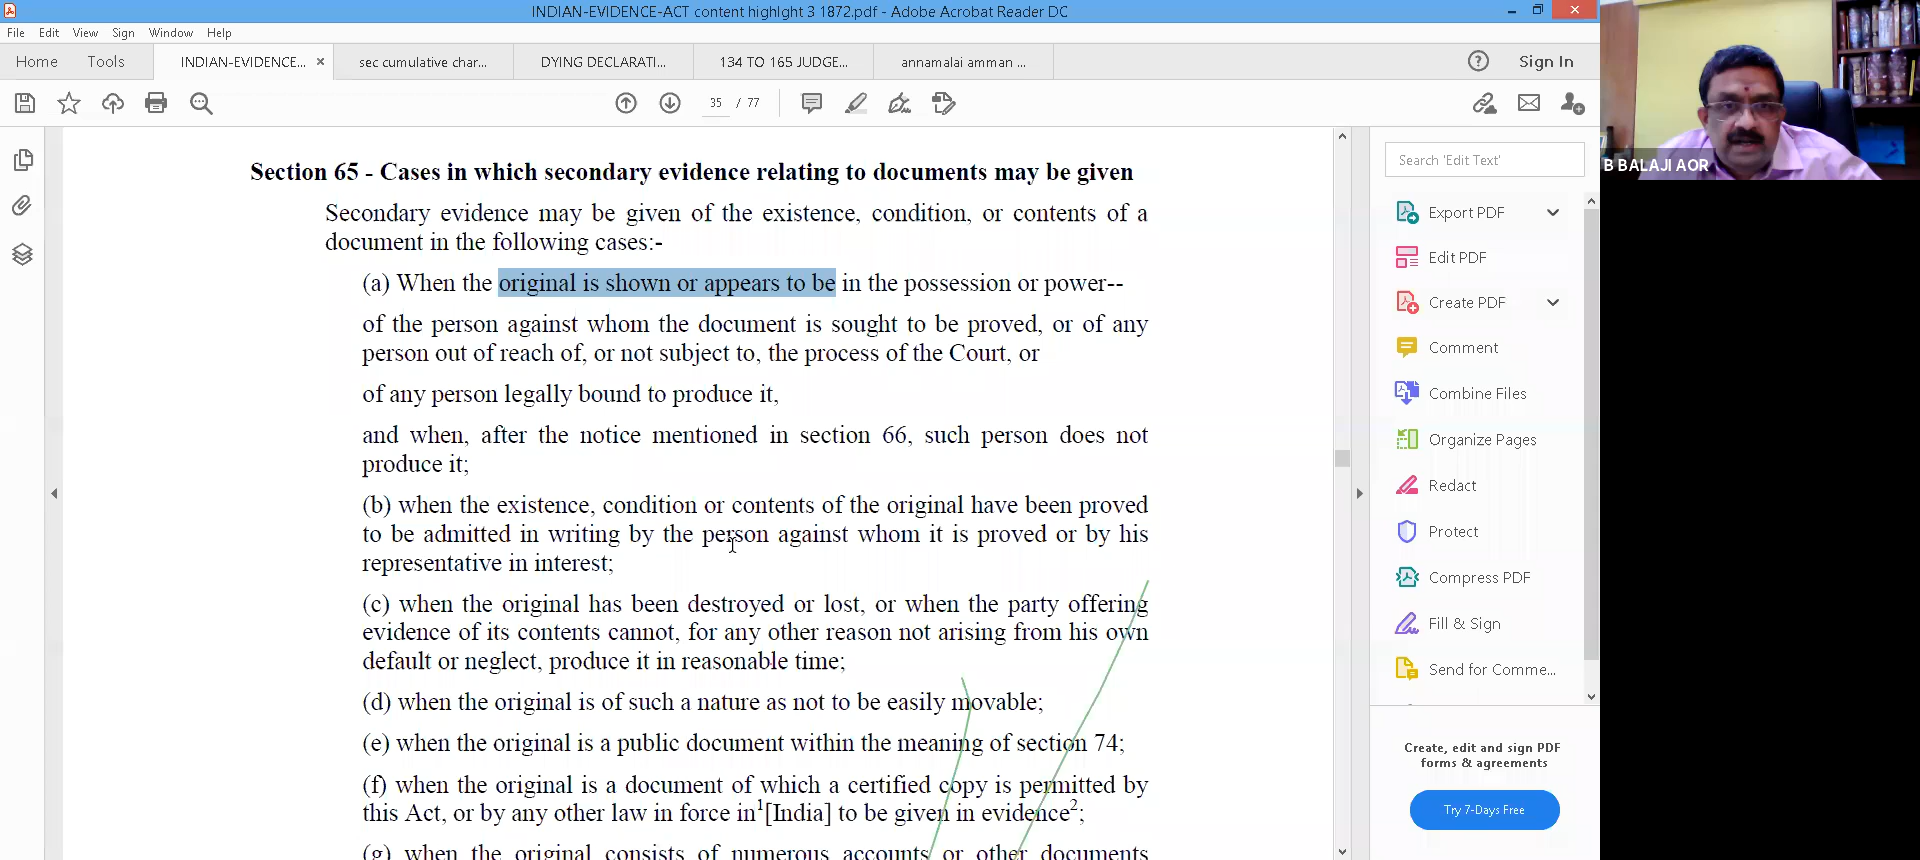 INDIAN-EVIDENCE-ACT content highlght 3 1872.pdf - Adobe Acrobat Reader DC
File Edit View Sign Window Help
Home Tools INDIAN-EVIDENCE... × sec cumulative char... DYING DECLARATI... 134 TO 165 JUDGE... annamalai amman ... Sign In
35 / 77
Section 65 - Cases in which secondary evidence relating to documents may be given
Secondary evidence may be given of the existence, condition, or contents of a
document in the following cases:-
(a) When the original is shown or appears to be in the possession or power--
of the person against whom the document is sought to be proved, or of any
person out of reach of, or not subject to, the process of the Court, or
of any person legally bound to produce it,
and when, after the notice mentioned in section 66, such person does not
produce it;
(b) when the existence, condition or contents of the original have been proved
to be admitted in writing by the person against whom it is proved or by his
representative in interest;
(c) when the original has been destroyed or lost, or when the party offering
evidence of its contents cannot, for any other reason not arising from his own
default or neglect, produce it in reasonable time;
(d) when the original is of such a nature as not to be easily movable;
(e) when the original is a public document within the meaning of section 74;
(f) when the original is a document of which a certified copy is permitted by
this Act, or by any other law in force in1[India] to be given in evidence2;
(g) when the original consists of numerous accounts or other documents
Search 'Edit Text'
Export PDF
Edit PDF
Create PDF
Comment
Combine Files
Organize Pages
Redact
Protect
Compress PDF
Fill & Sign
Send for Comme...
Create, edit and sign PDF
forms & agreements
Try 7-Days Free
B BALAJI AOR